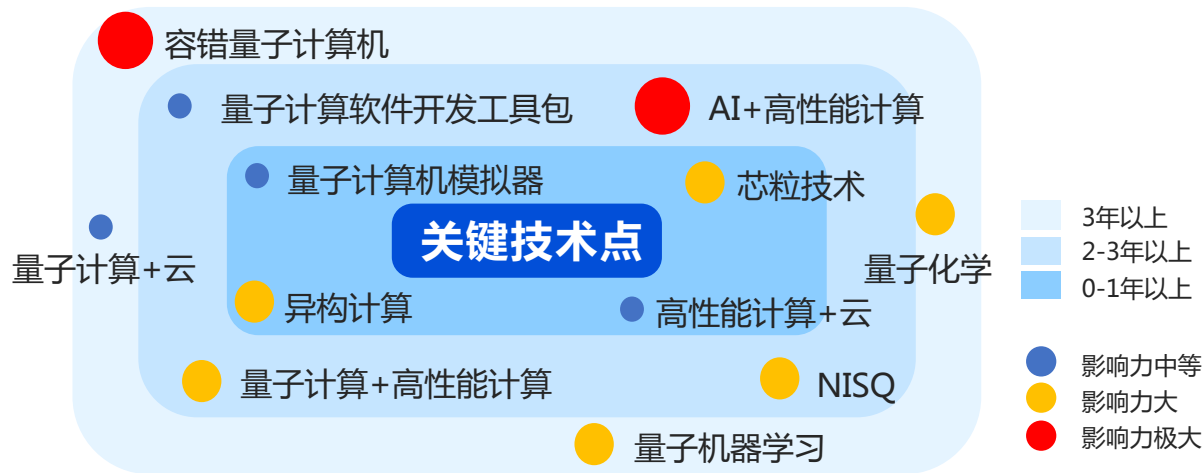 容错量子计算机
量子计算软件开发工具包
AI+高性能计算
量子计算机模拟器
芯粒技术
关键技术点
量子计算+云
量子化学
异构计算
高性能计算+云
量子计算+高性能计算
NISQ
量子机器学习
3年以上
2-3年以上
0-1年以上
影响力中等
影响力大
影响力极大